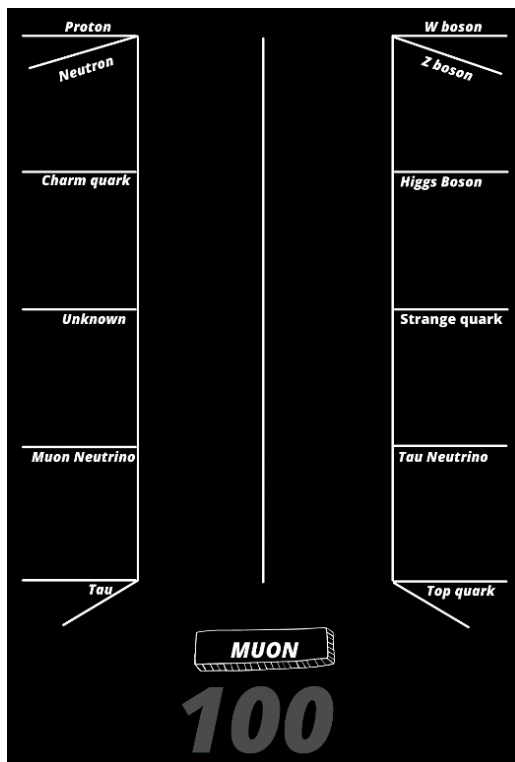 Proton
W boson
Neutron
Z boson
Charm quark
Higgs Boson
Unknown
Strange quark
Muon Neutrino
Tau Neutrino
Tau
Top quark
MUON
100